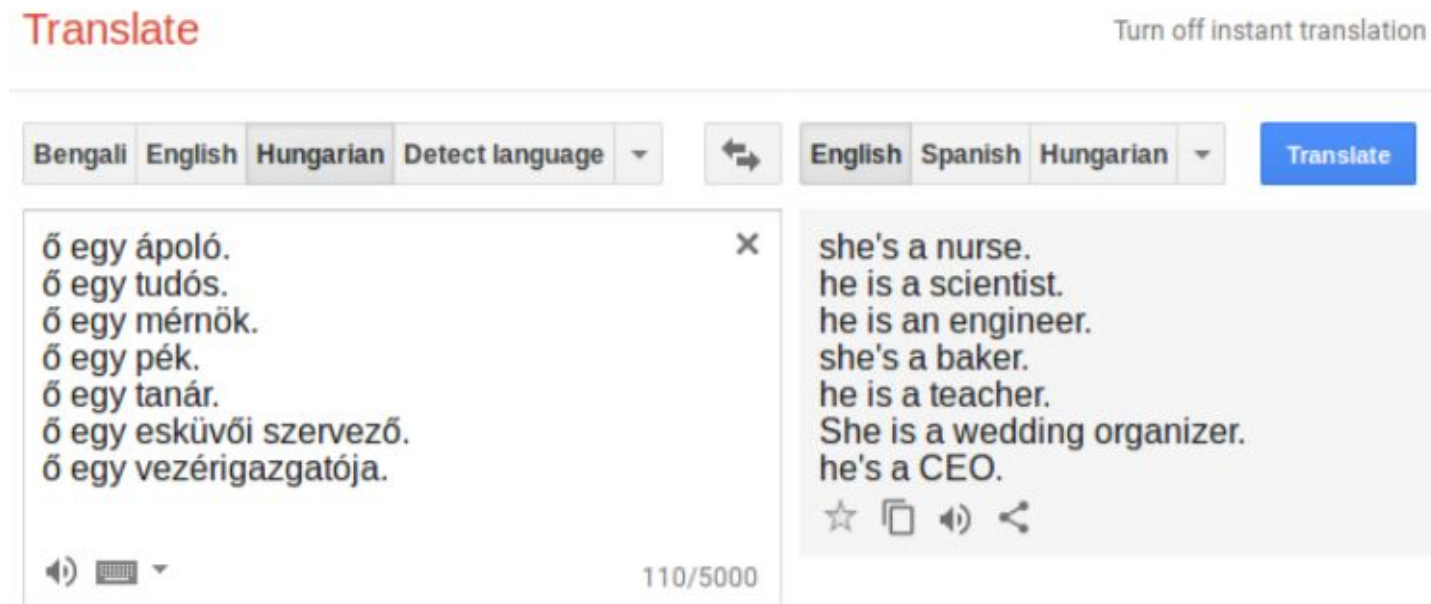 Translate
Turn off instant translation
Bengali English Hungarian Detect language
English Spanish Hungarian
Translate
ő egy ápoló.
ő egy tudós.
ő egy mérnök.
ő egy pék.
ő egy tanár.
ő egy esküvői szervező.
ő egy vezérigazgatója.
110/5000
she's a nurse.
he is a scientist.
he is an engineer.
she's a baker.
he is a teacher.
She is a wedding organizer.
he's a CEO.